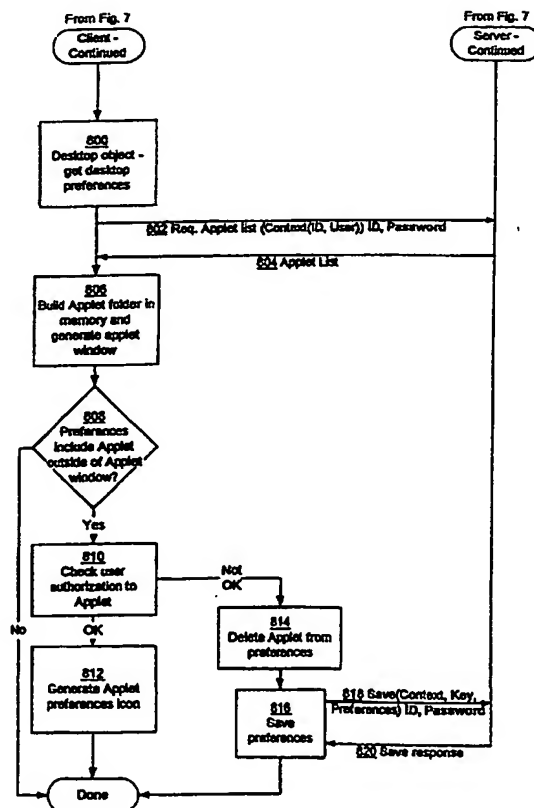 From Fig. 7
Client -
Continued
From Fig. 7
Server -
Continued
800
Desktop object -
get desktop
preferences
802 Req. Applet list (Context(ID, User)) ID, Password
804 Applet List
806
Build Applet folder in
memory and
generate applet
window
808
Preferences
include Applet
outside of Applet
window?
Yes
No
810
Check user
authorization to
Applet
Not
OK
OK
814
Delete Applet from
preferences
812
Generate Applet
preferences icon
816
Save
preferences
818 Save(Context, Key,
Preferences) ID, Password
820 Save response
Done